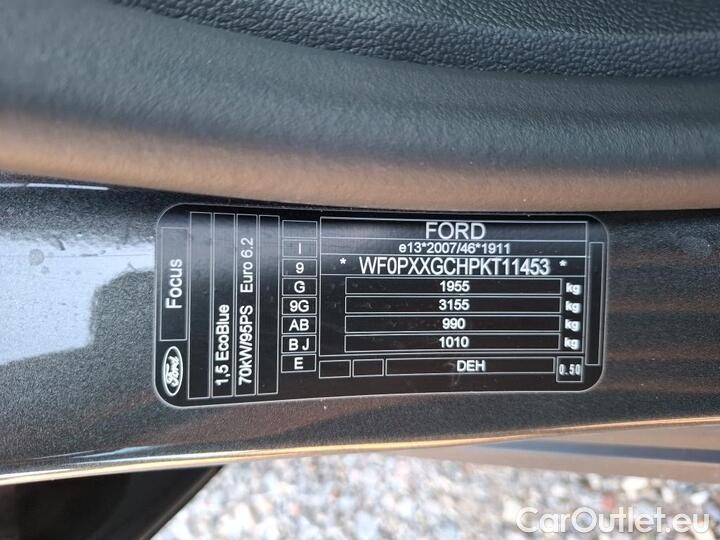 FORD
I e13*2007/46*1911
9 * WF0PXXGCHPKT11453 *
G 1955 kg
9G 3155 kg
AB 990 kg
B J 1010 kg
E DEH 0.50
Focus
Ford
1,5 EcoBlue
70kW/95PS Euro 6.2
CarOutlet.eu